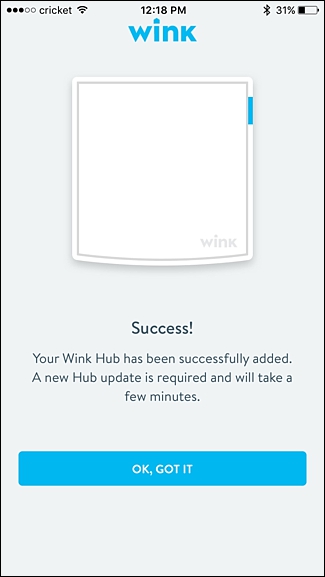 cricket 12:18 PM 31%
wink
wink
Success!
Your Wink Hub has been successfully added.
A new Hub update is required and will take a
few minutes.
OK, GOT IT